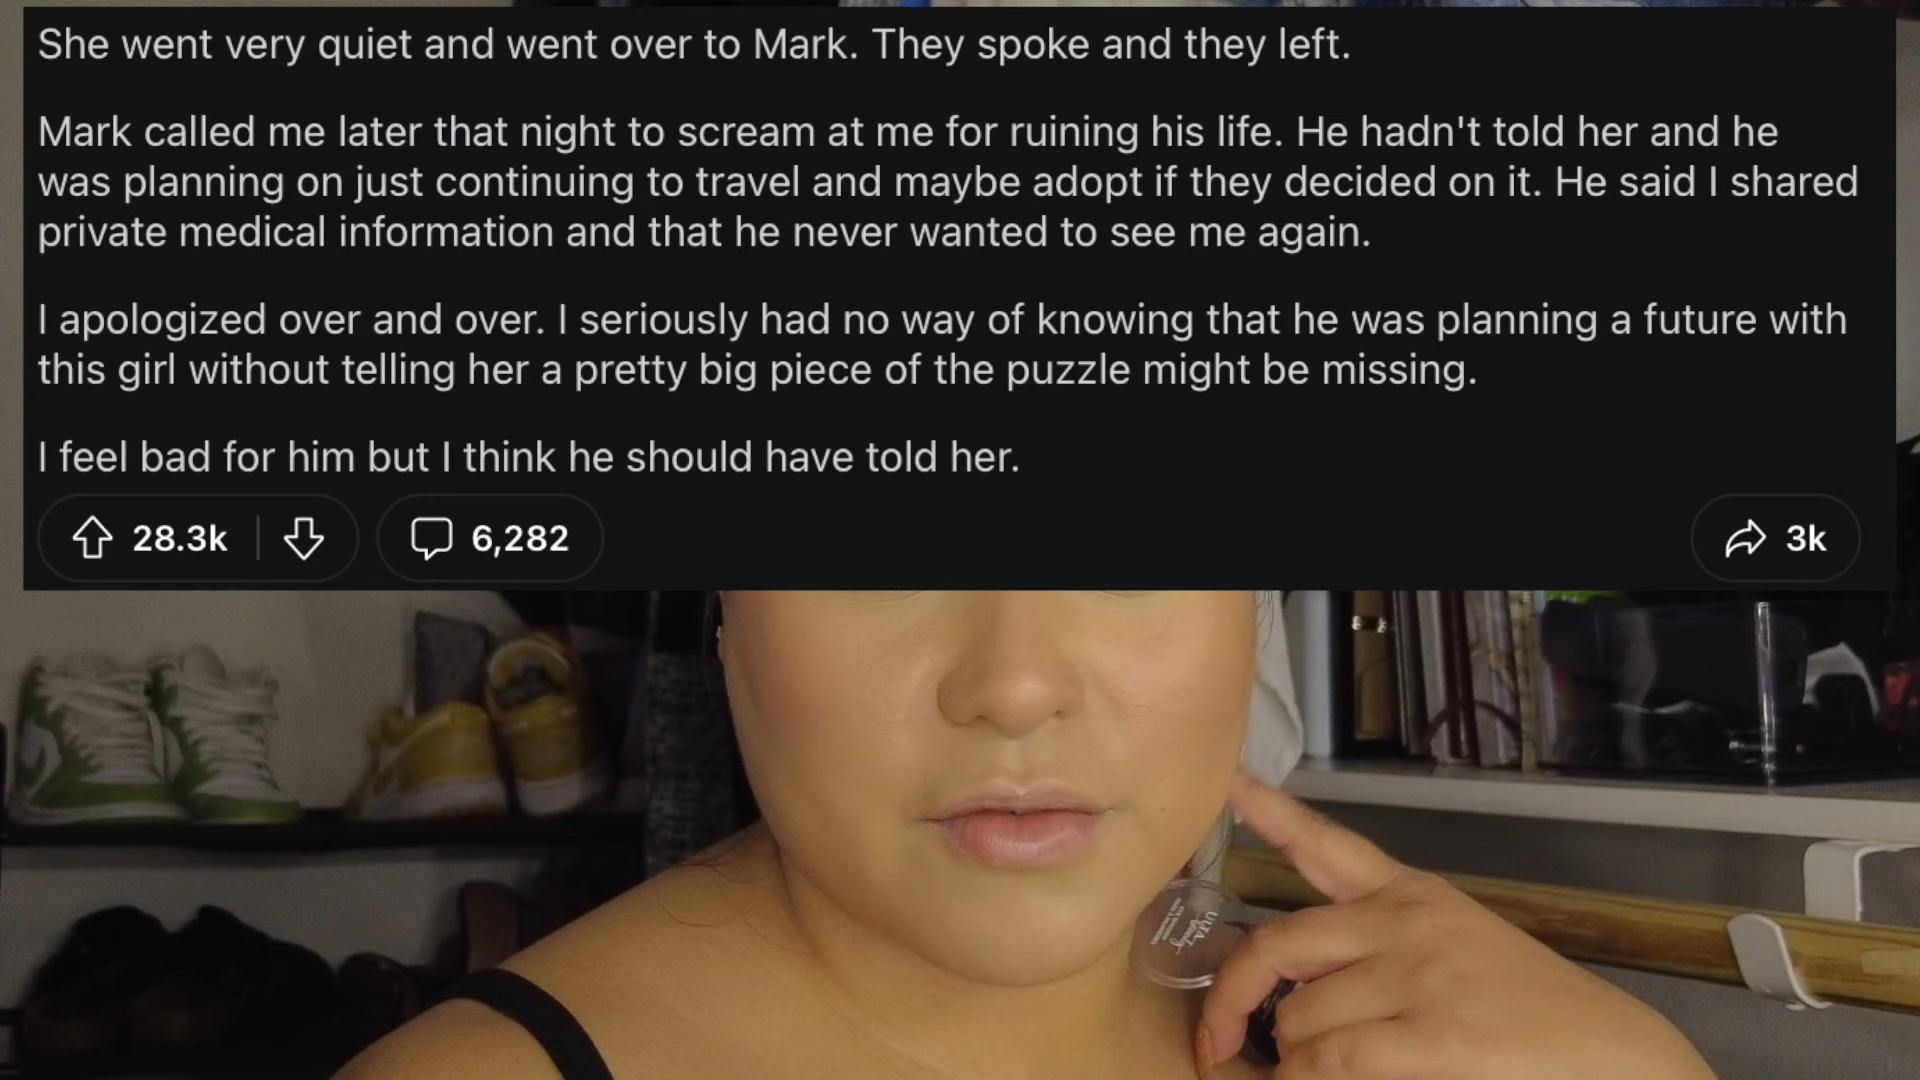 She went very quiet and went over to Mark. They spoke and they left.
Mark called me later that night to scream at me for ruining his life. He hadn't told her and he
was planning on just continuing to travel and maybe adopt if they decided on it. He said I shared
private medical information and that he never wanted to see me again.
I apologized over and over. I seriously had no way of knowing that he was planning a future with
this girl without telling her a pretty big piece of the puzzle might be missing.
I feel bad for him but I think he should have told her.
28.3k 6,282 3k